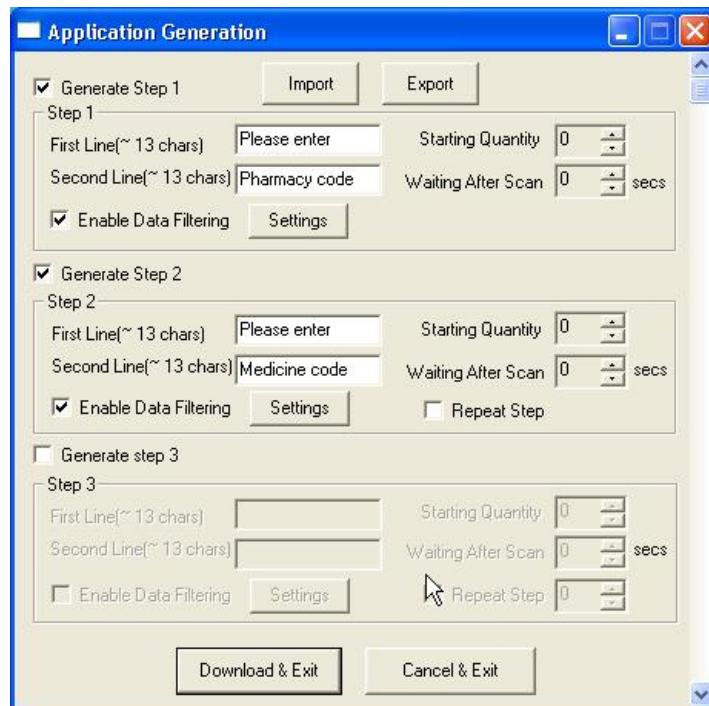 Application Generation
Generate Step 1 Import Export
Step 1
First Line(~ 13 chars) Please enter Starting Quantity 0
Second Line(~ 13 chars) Pharmacy code Waiting After Scan 0 secs
Enable Data Filtering Settings
Generate Step 2
Step 2
First Line(~ 13 chars) Please enter Starting Quantity 0
Second Line(~ 13 chars) Medicine code Waiting After Scan 0 secs
Enable Data Filtering Settings Repeat Step
Generate step 3
Step 3
First Line(~ 13 chars) Starting Quantity 0
Second Line(~ 13 chars) Waiting After Scan 0 secs
Enable Data Filtering Settings Repeat Step 0
Download & Exit Cancel & Exit